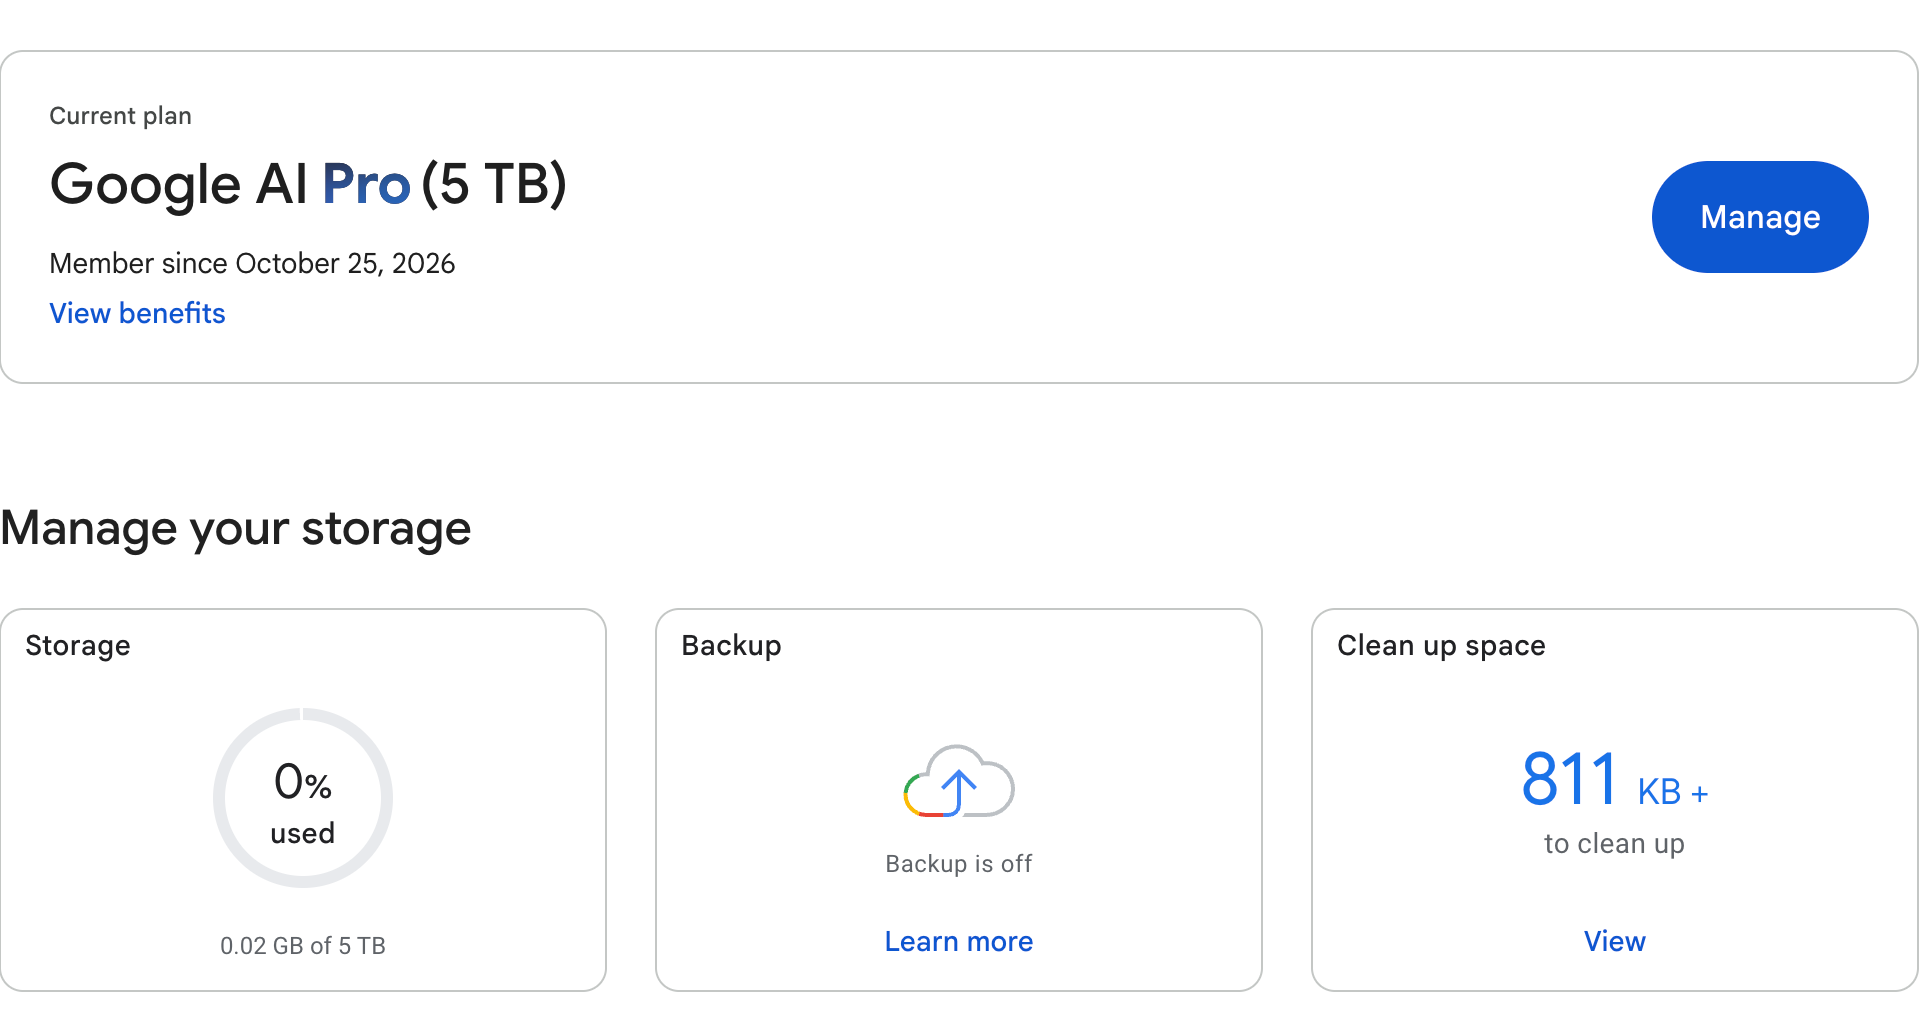 Current plan
Google AI Pro (5 TB)
Member since October 25, 2026
View benefits
Manage
Manage your storage
Storage
0%
used
0.02 GB of 5 TB
Backup
Backup is off
Learn more
Clean up space
811 KB +
to clean up
View